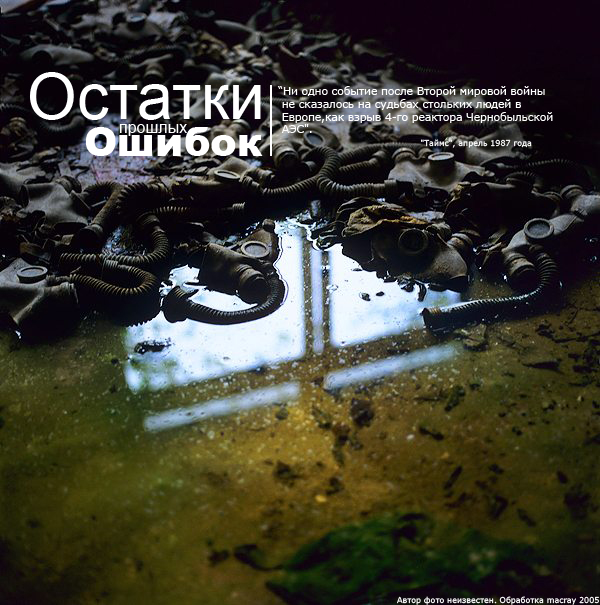 Остатки
прошлых
Ошибок
"Ни одно событие после Второй мировой войны
не сказалось на судьбах стольких людей в
Европе,как взрыв 4-го реактора Чернобыльской
АЭС".
"Таймс", апрель 1987 года
Автор фото неизвестен. Обработка macray 2005